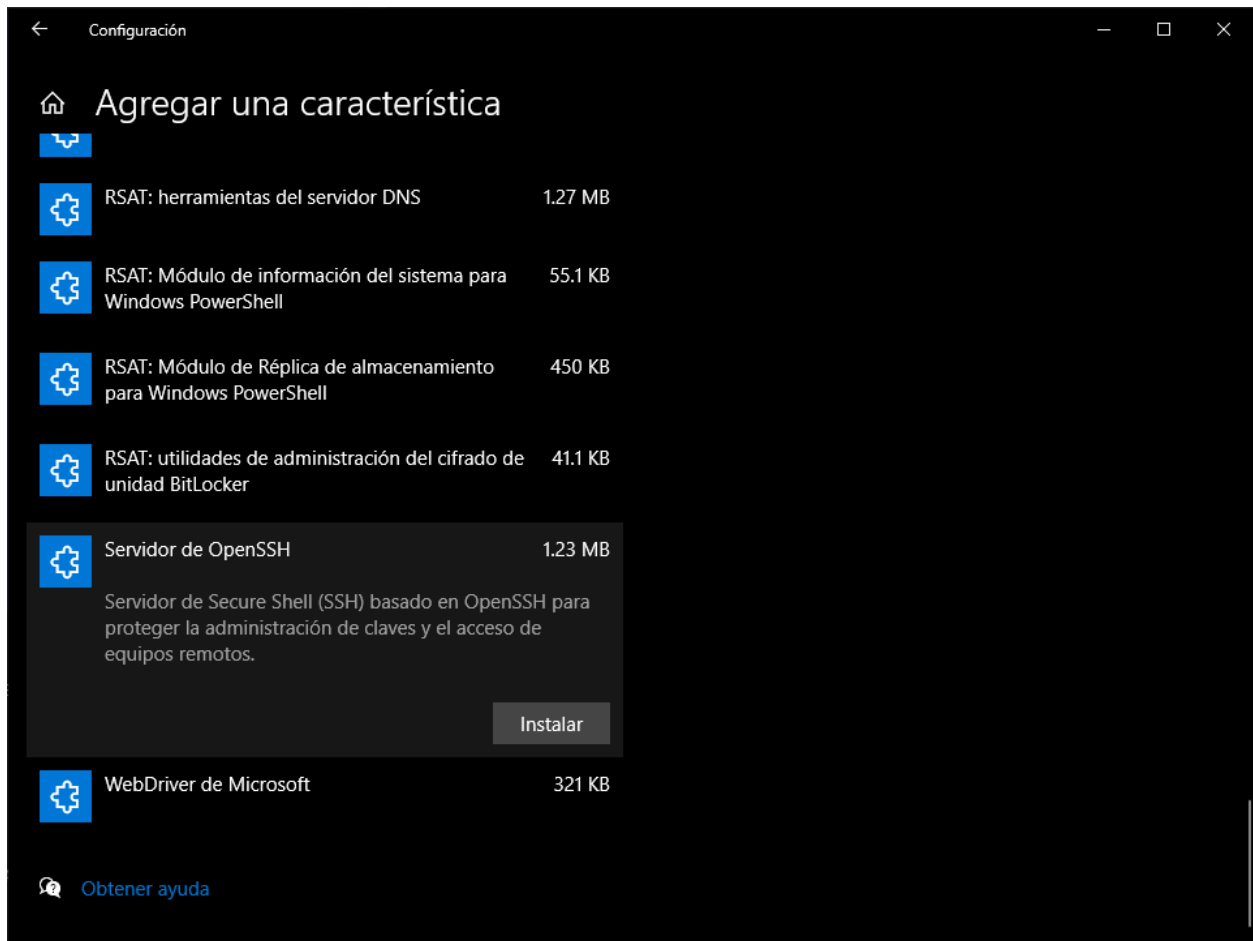 Configuración
Agregar una característica
RSAT: herramientas del servidor DNS 1.27 MB
RSAT: Módulo de información del sistema para 55.1 KB
Windows PowerShell
RSAT: Módulo de Réplica de almacenamiento 450 KB
para Windows PowerShell
RSAT: utilidades de administración del cifrado de 41.1 KB
unidad BitLocker
Servidor de OpenSSH 1.23 MB
Servidor de Secure Shell (SSH) basado en OpenSSH para
proteger la administración de claves y el acceso de
equipos remotos.
Instalar
WebDriver de Microsoft 321 KB
Obtener ayuda